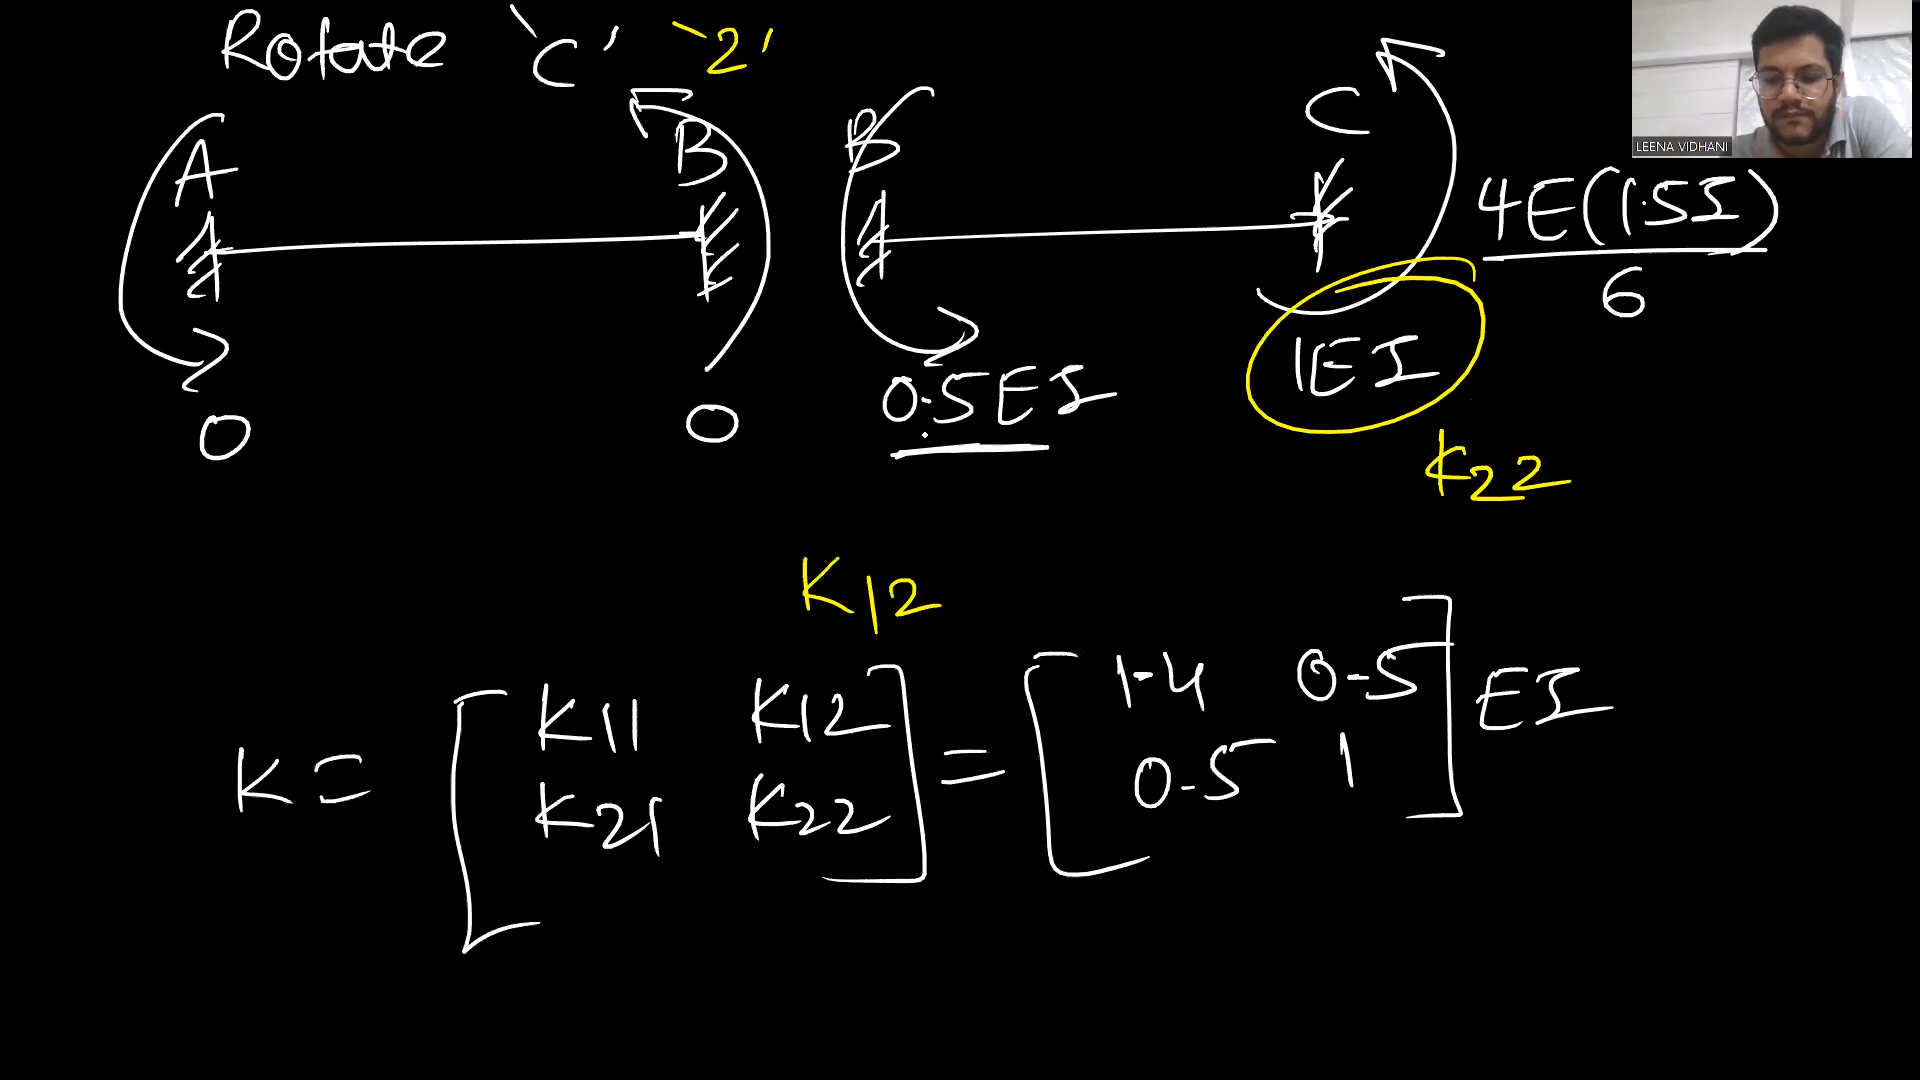 Rotate 'C' '2'
A B B C
LEENA VIDHANI
4E(1.5I)
6
1EI
0.5EI
0 0
K22
K12
K = [ K11 K12 = [ 1.4 0.5 ] EI
K21 K22 ] 0.5 1